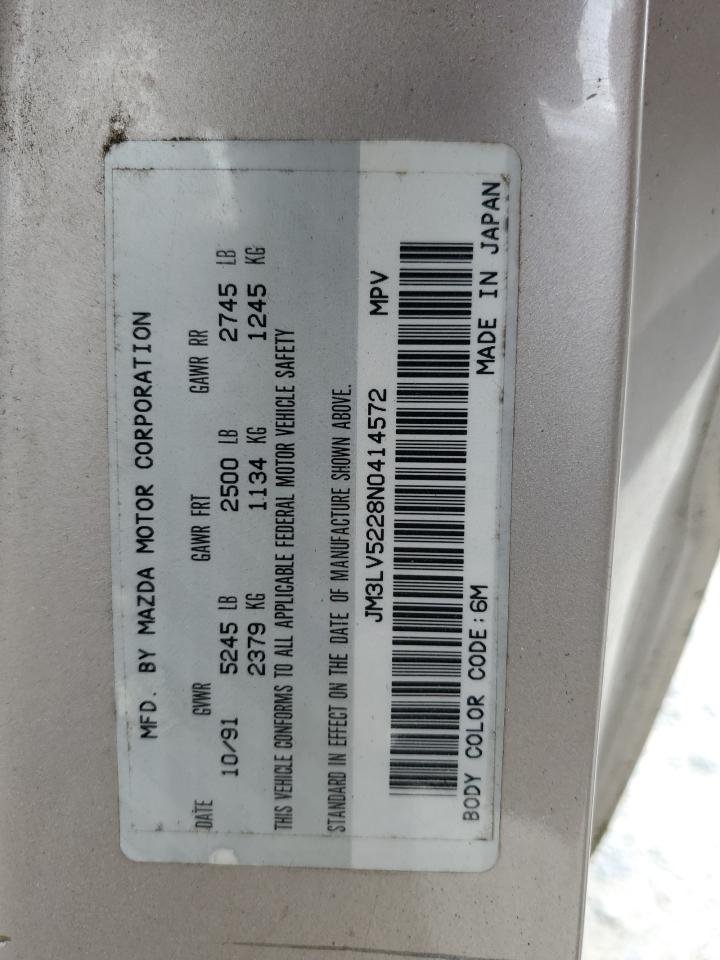 MFD. BY MAZDA MOTOR CORPORATION
DATE GVWR GAWR FRT GAWR RR
10/91 5245 LB 2500 LB 2745 LB
2379 KG 1134 KG 1245 KG
THIS VEHICLE CONFORMS TO ALL APPLICABLE FEDERAL MOTOR VEHICLE SAFETY
STANDARD IN EFFECT ON THE DATE OF MANUFACTURE SHOWN ABOVE.
JM3LV5228N0414572 MPV
BODY COLOR CODE:6M MADE IN JAPAN